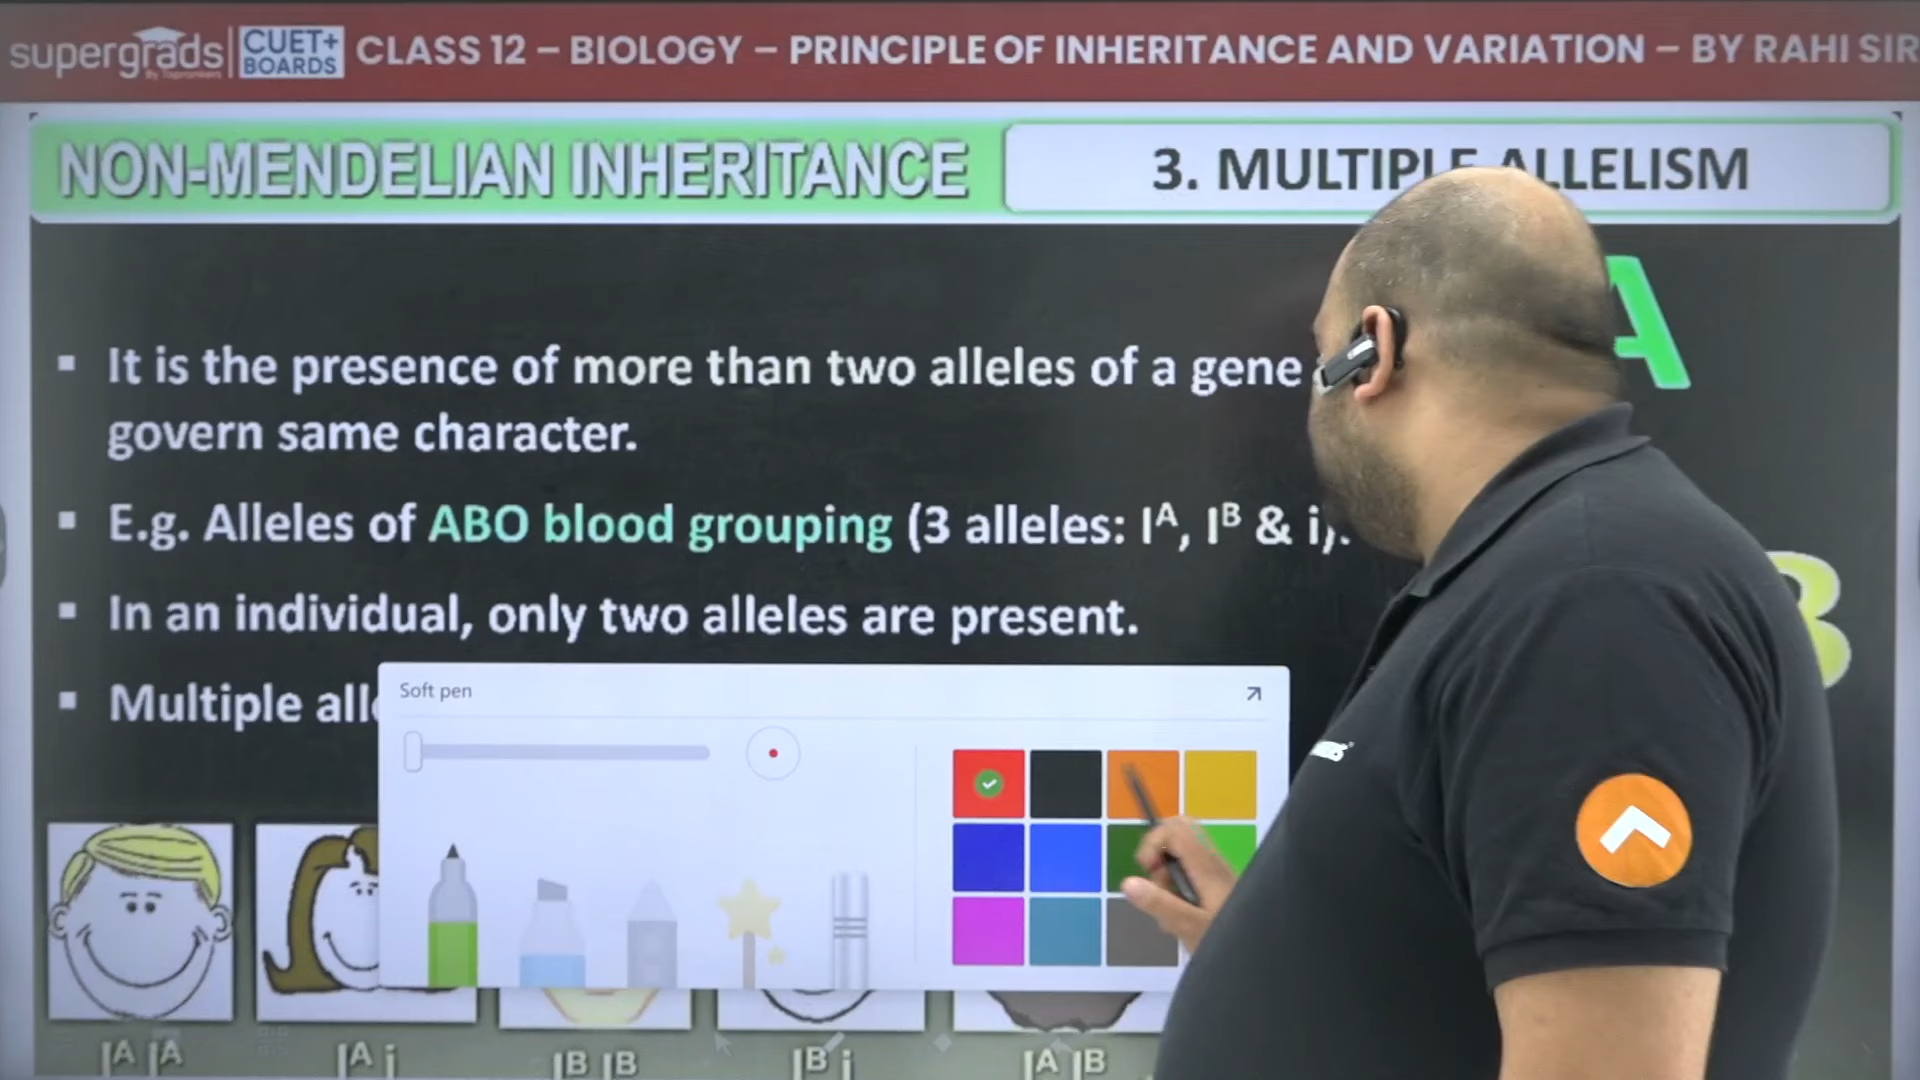 supergrads
By Toprankers
CUET+
BOARDS
CLASS 12 – BIOLOGY – PRINCIPLE OF INHERITANCE AND VARIATION – BY RAHI SIR
NON-MENDELIAN INHERITANCE
3. MULTIPLE ALLELISM
A
▪ It is the presence of more than two alleles of a gene
govern same character.
▪ E.g. Alleles of ABO blood grouping (3 alleles: Iᴬ, Iᴮ & i).
▪ In an individual, only two alleles are present.
B
▪ Multiple
Soft pen
Iᴬ Iᴬ
Iᴬ i
Iᴮ Iᴮ
Iᴮ i
Iᴬ Iᴮ